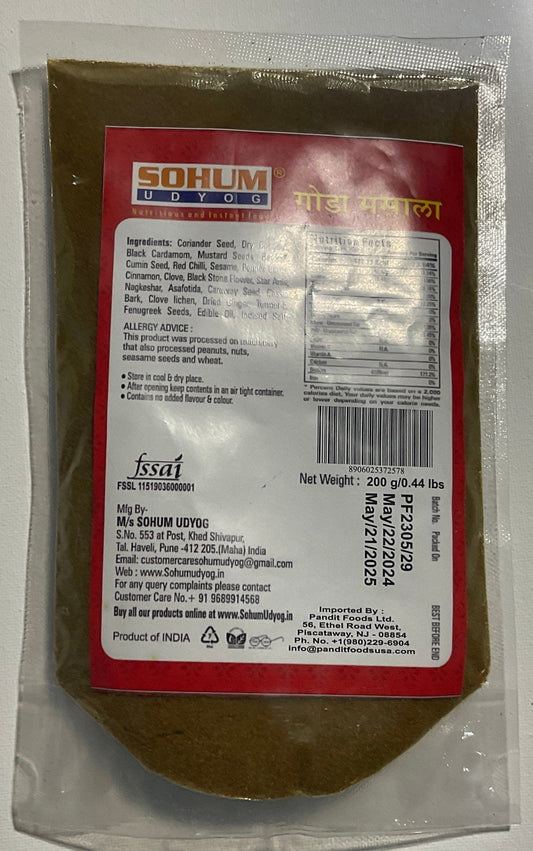 SOHUM®
UDYOG
Nutritious and Instant Food
गोडा मसाला
Ingredients: Coriander Seed, Dry
Black Cardamom, Mustard Seeds,
Cumin Seed, Red Chilli, Sesame,
Cinnamon, Clove, Black Stone Flower, Star Anis,
Nagkeshar, Asafotida, Caraway Seed,
Bark, Clove lichen, Dried Ginger, Turmeric,
Fenugreek Seeds, Edible Oil, Iodised Salt
ALLERGY ADVICE :
This product was processed on machinery
that also processed peanuts, nuts,
seasame seeds and wheat.
• Store in cool & dry place.
• After opening keep contents in an air tight container.
• Contains no added flavour & colour.
Nutrition Facts
Per Serving
Vitamin A
Calcium
Iron
* Percent Daily values are based on a 2,000
calories diet. Your daily values may be higher
or lower depending on your calorie needs.
8906025372578
fssai
FSSL 11519036000001
Net Weight : 200 g/0.44 lbs
Batch No. PF2305/29
Packed On May/22/2024
BEST BEFORE END May/21/2025
Mfg By-
M/s SOHUM UDYOG
S.No. 553 at Post, Khed Shivapur,
Tal. Haveli, Pune -412 205.(Maha) India
Email: customercaresohumudyog@gmail.com
Web : www.Sohumudyog.in
For any query complaints please contact
Customer Care No.+ 91 9689914568
Buy all our products online at www.SohumUdyog.in
Product of INDIA
Imported By :
Pandit Foods Ltd.
56, Ethel Road West,
Piscataway, NJ - 08854
Ph. No. +1(980)229-6904
info@panditfoodsusa.com